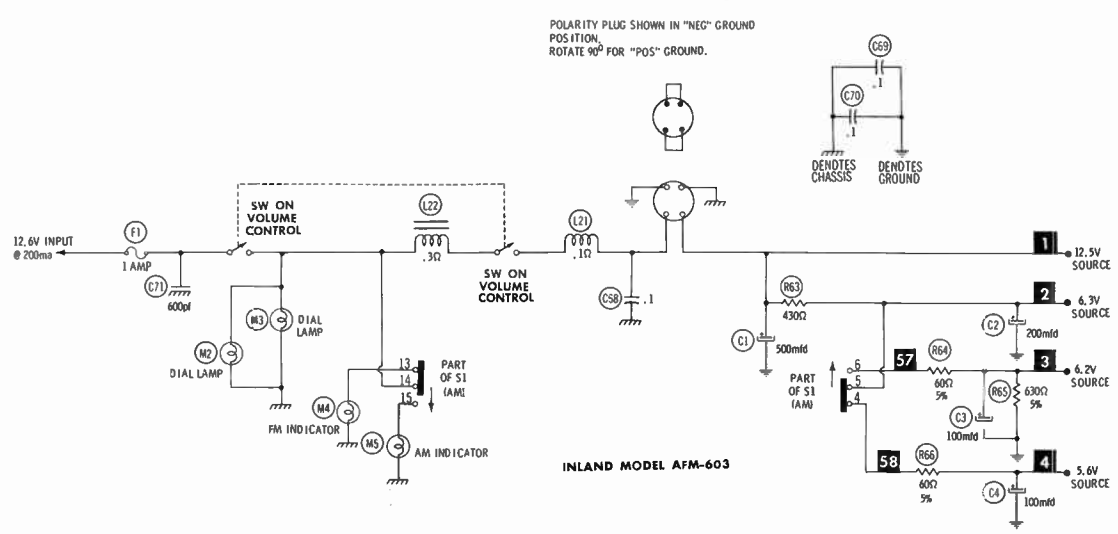 POLARITY PLUG SHOWN IN "NEG" GROUND
POSITION.
ROTATE 90° FOR "POS" GROUND.
C69
.1
C70
.1
DENOTES
CHASSIS
DENOTES
GROUND
SW ON
VOLUME
CONTROL
12.6V INPUT
@ 200ma
F1
1 AMP
C71
600pf
L22
.3Ω
SW ON
VOLUME
CONTROL
L21
.1Ω
C68
.1
1
12.5V
SOURCE
R63
430Ω
2
6.3V
SOURCE
C1
500mfd
C2
200mfd
M3
DIAL
LAMP
M2
DIAL LAMP
13
14
15
PART
OF S1
(AM)
M4
FM INDICATOR
M5
AM INDICATOR
PART
OF S1
(AM)
6
5
4
57
R64
60Ω
5%
3
6.2V
SOURCE
R65
630Ω
5%
C3
100mfd
58
R66
60Ω
5%
4
5.6V
SOURCE
C4
100mfd
INLAND MODEL AFM-603